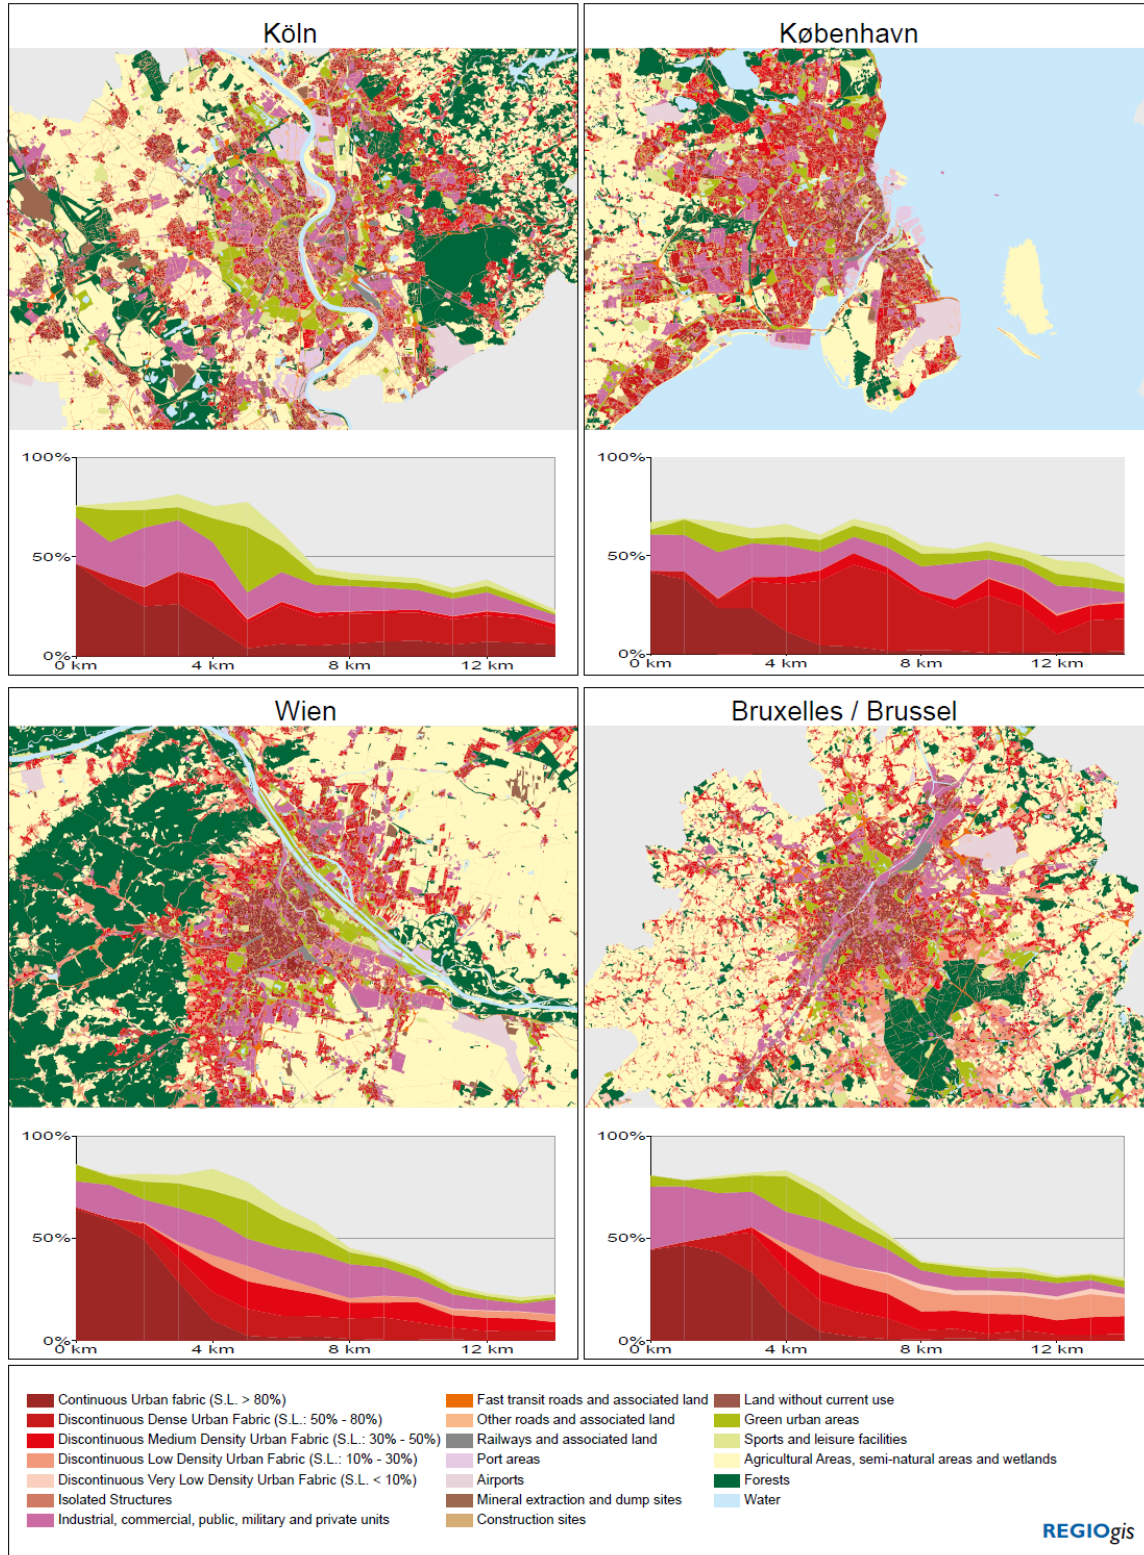 Köln
København
100%
50%
0%
0 km
4 km
8 km
12 km
100%
50%
0%
0 km
4 km
8 km
12 km
Wien
Bruxelles / Brussel
100%
50%
0%
0 km
4 km
8 km
12 km
100%
50%
0%
0 km
4 km
8 km
12 km
Continuous Urban fabric (S.L. > 80%)
Discontinuous Dense Urban Fabric (S.L.: 50% - 80%)
Discontinuous Medium Density Urban Fabric (S.L.: 30% - 50%)
Discontinuous Low Density Urban Fabric (S.L.: 10% - 30%)
Discontinuous Very Low Density Urban Fabric (S.L. < 10%)
Isolated Structures
Industrial, commercial, public, military and private units
Fast transit roads and associated land
Other roads and associated land
Railways and associated land
Port areas
Airports
Mineral extraction and dump sites
Construction sites
Land without current use
Green urban areas
Sports and leisure facilities
Agricultural Areas, semi-natural areas and wetlands
Forests
Water
REGIOgis